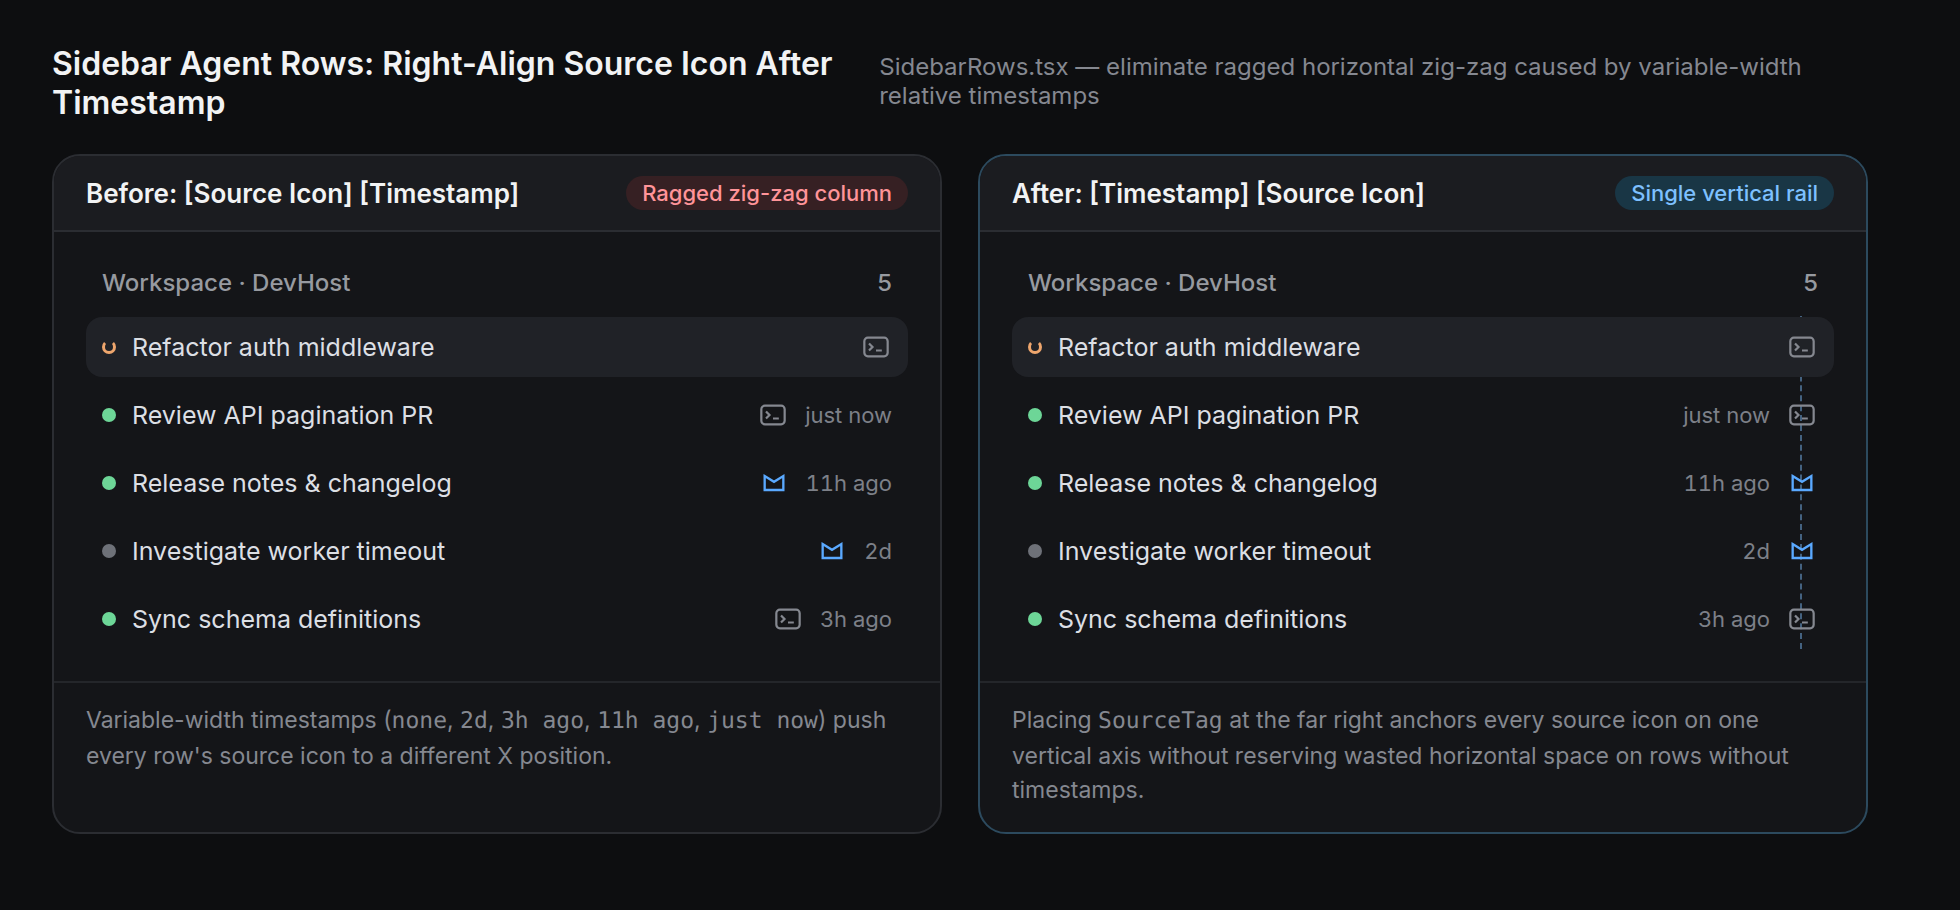 Sidebar Agent Rows: Right-Align Source Icon After
Timestamp
SidebarRows.tsx — eliminate ragged horizontal zig-zag caused by variable-width
relative timestamps
Before: [Source Icon] [Timestamp]
Ragged zig-zag column
Workspace · DevHost
5
Refactor auth middleware
Review API pagination PR
just now
Release notes & changelog
11h ago
Investigate worker timeout
2d
Sync schema definitions
3h ago
Variable-width timestamps (none, 2d, 3h ago, 11h ago, just now) push
every row's source icon to a different X position.
After: [Timestamp] [Source Icon]
Single vertical rail
Workspace · DevHost
5
Refactor auth middleware
Review API pagination PR
just now
Release notes & changelog
11h ago
Investigate worker timeout
2d
Sync schema definitions
3h ago
Placing SourceTag at the far right anchors every source icon on one
vertical axis without reserving wasted horizontal space on rows without
timestamps.